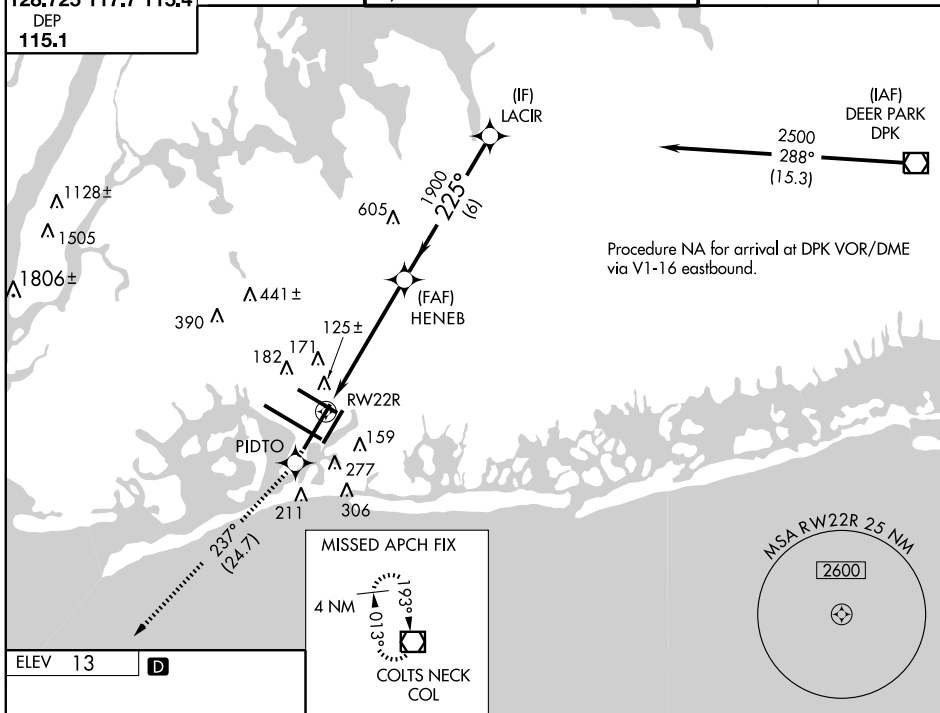 128.725 117.7 115.4
DEP
115.1
(IF)
LACIR
(IAF)
DEER PARK
DPK
2500
288°
(15.3)
1900
225°
(6)
605
1128±
1505
1806±
Procedure NA for arrival at DPK VOR/DME
via V1-16 eastbound.
(FAF)
HENEB
441±
390
125±
171
182
RW22R
159
PIDTO
277
211
306
237°
(24.7)
MISSED APCH FIX
4 NM
193°
013°
COLTS NECK
COL
MSA RW22R 25 NM
2600
ELEV 13
D